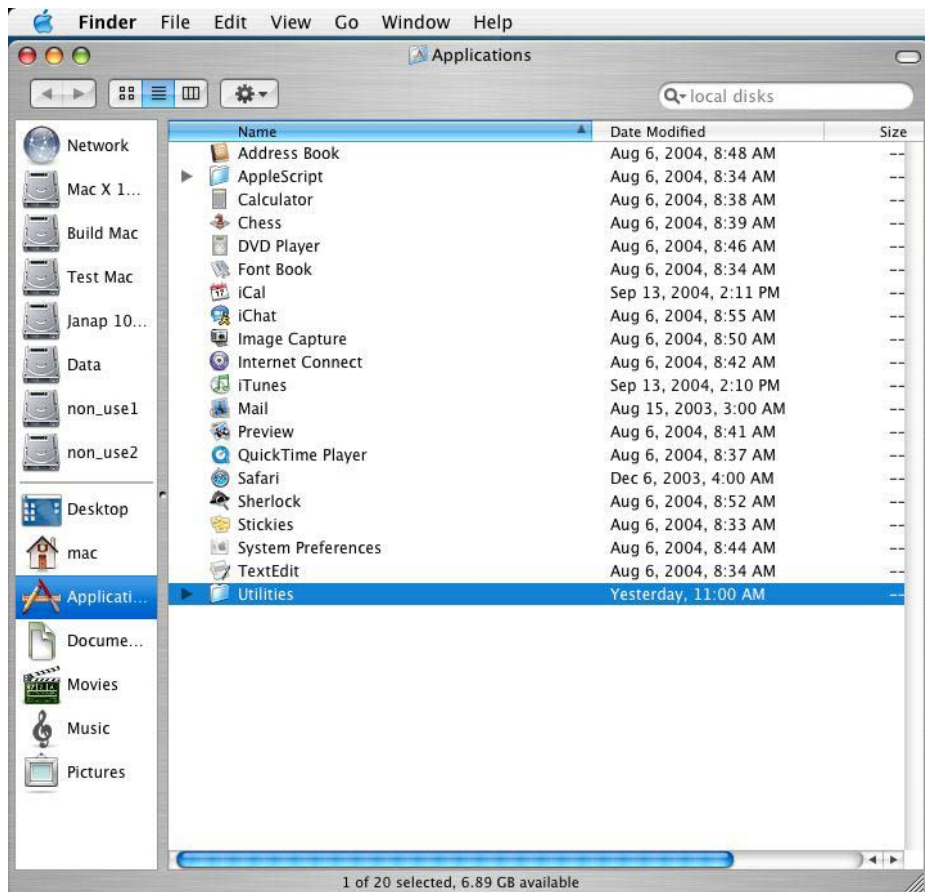 Finder File Edit View Go Window Help
Applications
local disks
Network
Mac X 1...
Build Mac
Test Mac
Janap 10...
Data
non_use1
non_use2
Desktop
mac
Applicati...
Docume...
Movies
Music
Pictures
Name Date Modified Size
Address Book Aug 6, 2004, 8:48 AM --
AppleScript Aug 6, 2004, 8:34 AM --
Calculator Aug 6, 2004, 8:38 AM --
Chess Aug 6, 2004, 8:39 AM --
DVD Player Aug 6, 2004, 8:46 AM --
Font Book Aug 6, 2004, 8:34 AM --
iCal Sep 13, 2004, 2:11 PM --
iChat Aug 6, 2004, 8:55 AM --
Image Capture Aug 6, 2004, 8:50 AM --
Internet Connect Aug 6, 2004, 8:42 AM --
iTunes Sep 13, 2004, 2:10 PM --
Mail Aug 15, 2003, 3:00 AM --
Preview Aug 6, 2004, 8:41 AM --
QuickTime Player Aug 6, 2004, 8:37 AM --
Safari Dec 6, 2003, 4:00 AM --
Sherlock Aug 6, 2004, 8:52 AM --
Stickies Aug 6, 2004, 8:33 AM --
System Preferences Aug 6, 2004, 8:44 AM --
TextEdit Aug 6, 2004, 8:34 AM --
Utilities Yesterday, 11:00 AM --
1 of 20 selected, 6.89 GB available